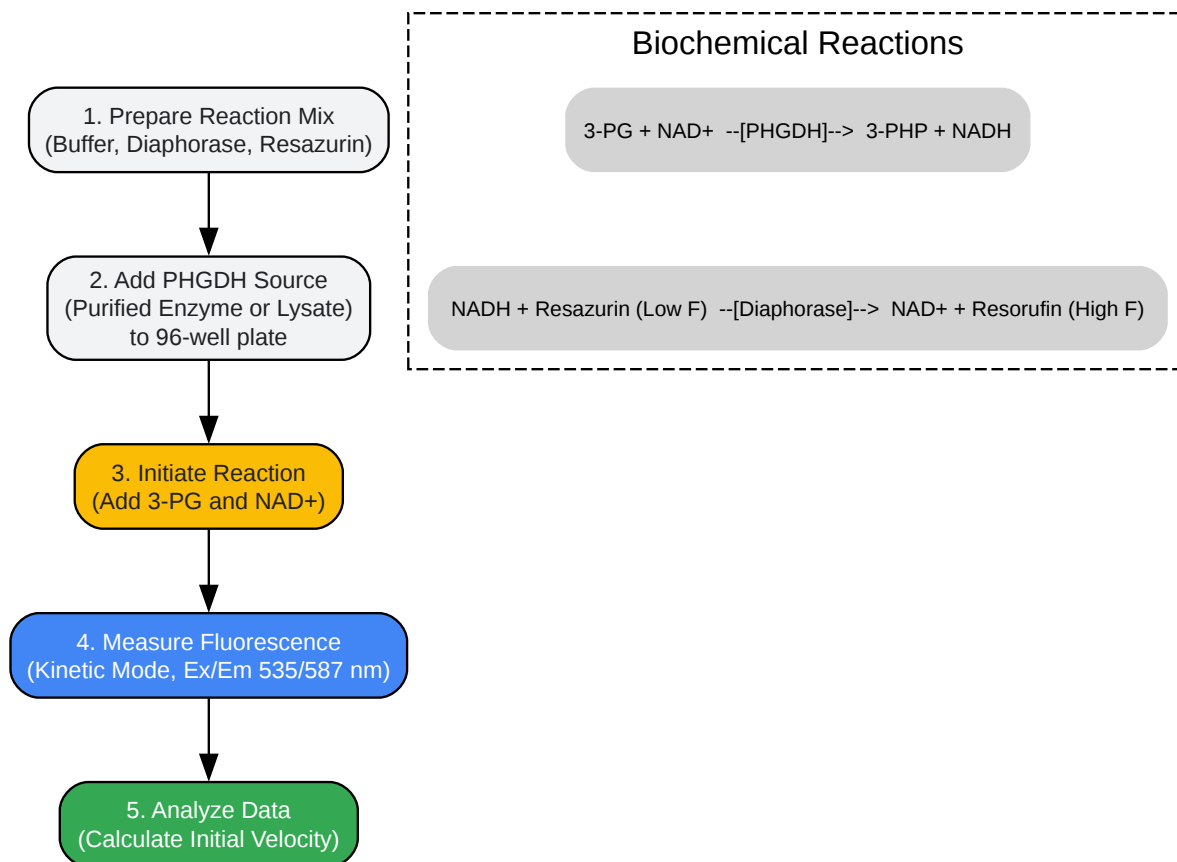 1. Prepare Reaction Mix
(Buffer, Diaphorase, Resazurin)
2. Add PHGDH Source
(Purified Enzyme or Lysate)
to 96-well plate
3. Initiate Reaction
(Add 3-PG and NAD+)
4. Measure Fluorescence
(Kinetic Mode, Ex/Em 535/587 nm)
5. Analyze Data
(Calculate Initial Velocity)
Biochemical Reactions
3-PG + NAD+ --[PHGDH]--> 3-PHP + NADH
NADH + Resazurin (Low F) --[Diaphorase]--> NAD+ + Resorufin (High F)